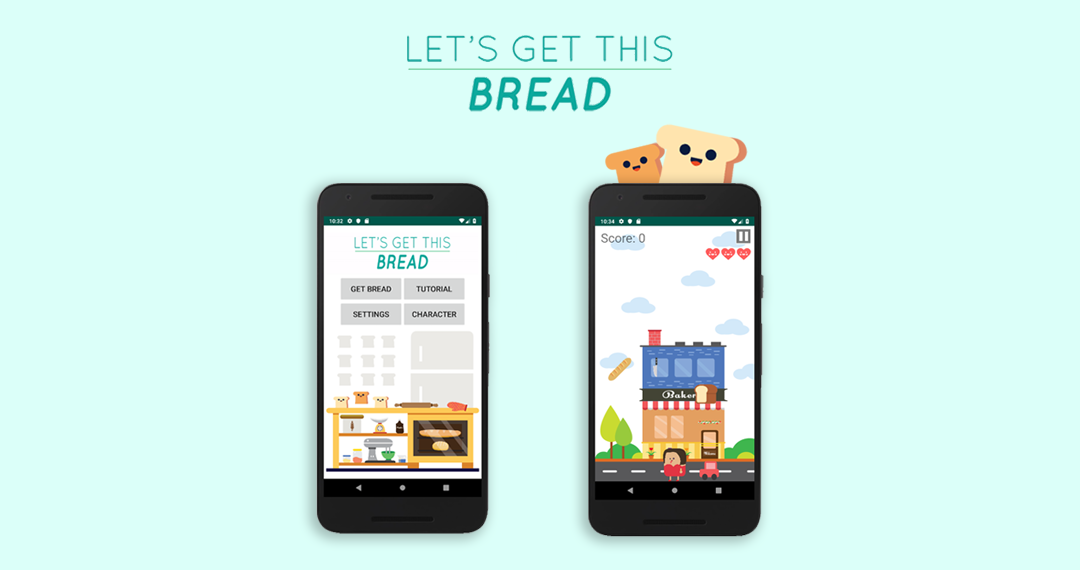 LET'S GET THIS
BREAD
10:32
LET'S GET THIS
BREAD
GET BREAD TUTORIAL
SETTINGS CHARACTER
10:34
Score: 0
Baker